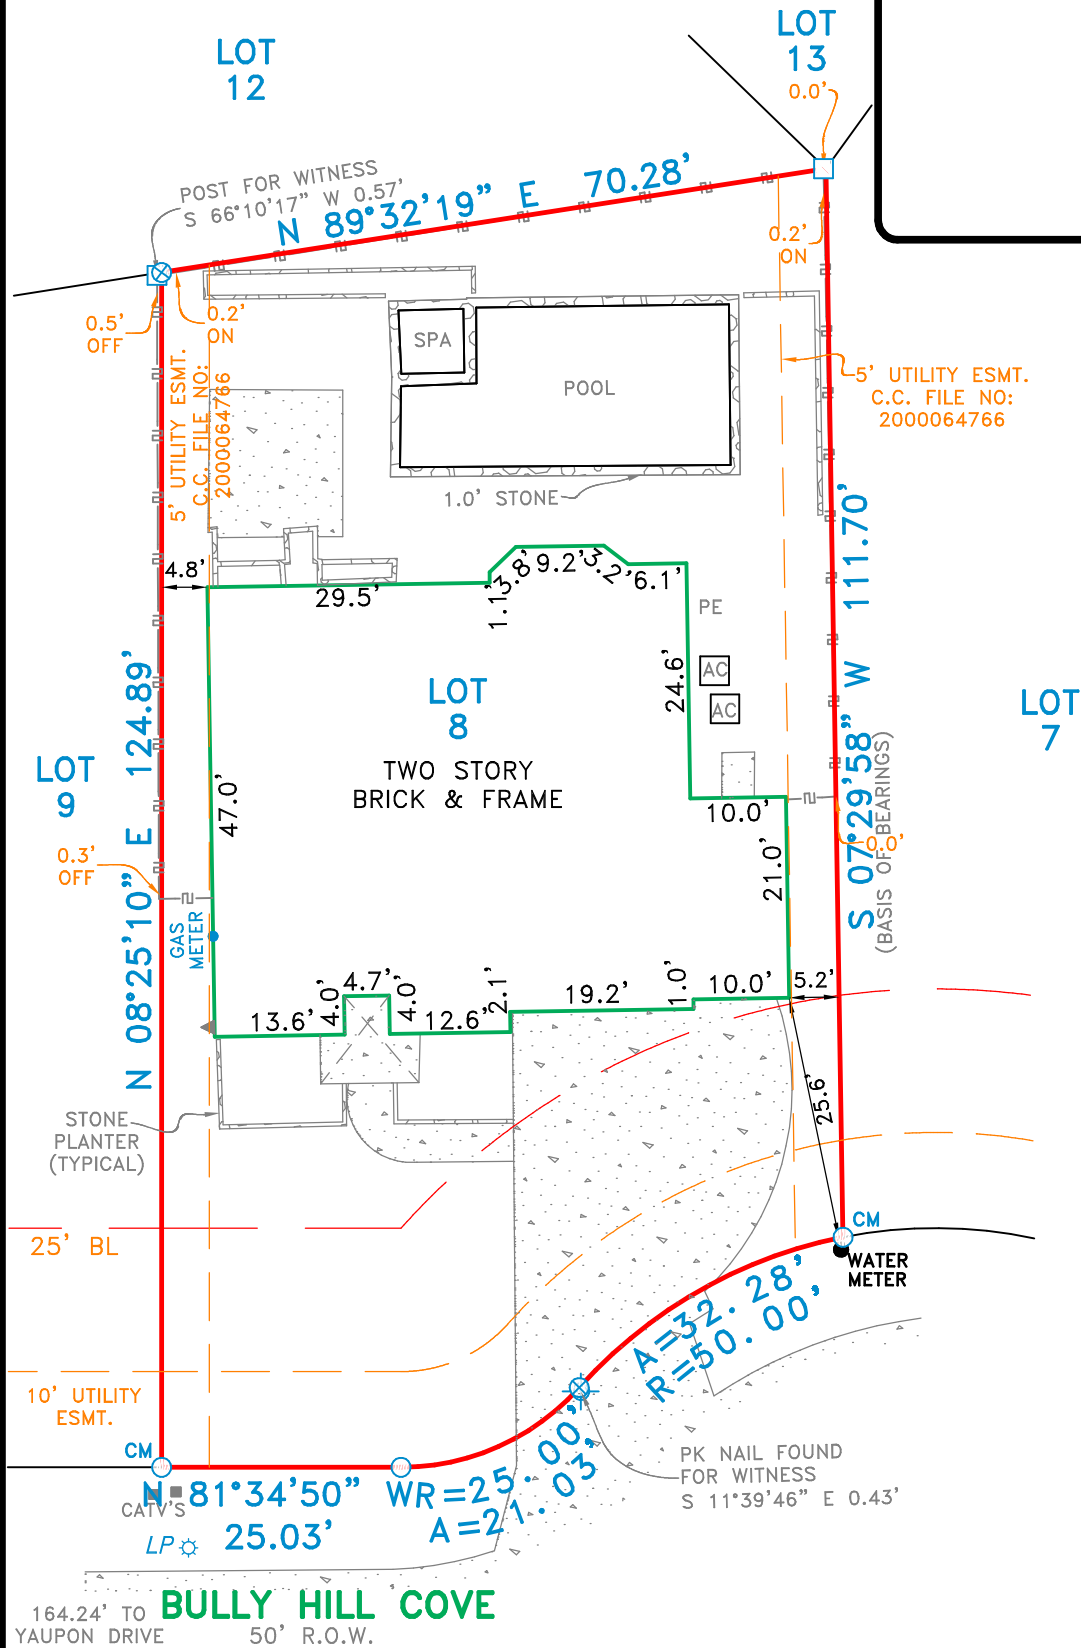 LOT
12
LOT
13
0.0'
POST FOR WITNESS
S 66°10'17" W 0.57'
N 89°32'19" E 70.28'
0.2'
ON
0.5'
OFF
0.2'
ON
5' UTILITY ESMT.
C.C. FILE NO:
2000064766
SPA
POOL
5' UTILITY ESMT.
C.C. FILE NO:
2000064766
1.0' STONE
4.8'
29.5'
1.1'
3.8'
9.2'
3.2'
6.1'
PE
24.6'
AC
AC
S 07°29'58" W 111.70'
(BASIS OF BEARINGS)
LOT
7
LOT
8
TWO STORY
BRICK & FRAME
N 08°25'10" E 124.89'
LOT
9
47.0'
10.0'
21.0'
0.0'
0.3'
OFF
GAS
METER
4.7'
4.0'
4.0'
13.6'
12.6'
2.1'
19.2'
1.0'
10.0'
5.2'
25.6'
STONE
PLANTER
(TYPICAL)
25' BL
CM
WATER
METER
A=32.28'
R=50.00'
10' UTILITY
ESMT.
CM
N 81°34'50" W
25.03'
R=25.00'
A=21.03'
PK NAIL FOUND
FOR WITNESS
S 11°39'46" E 0.43'
CATV'S
LP
BULLY HILL COVE
164.24' TO
YAUPON DRIVE
50' R.O.W.